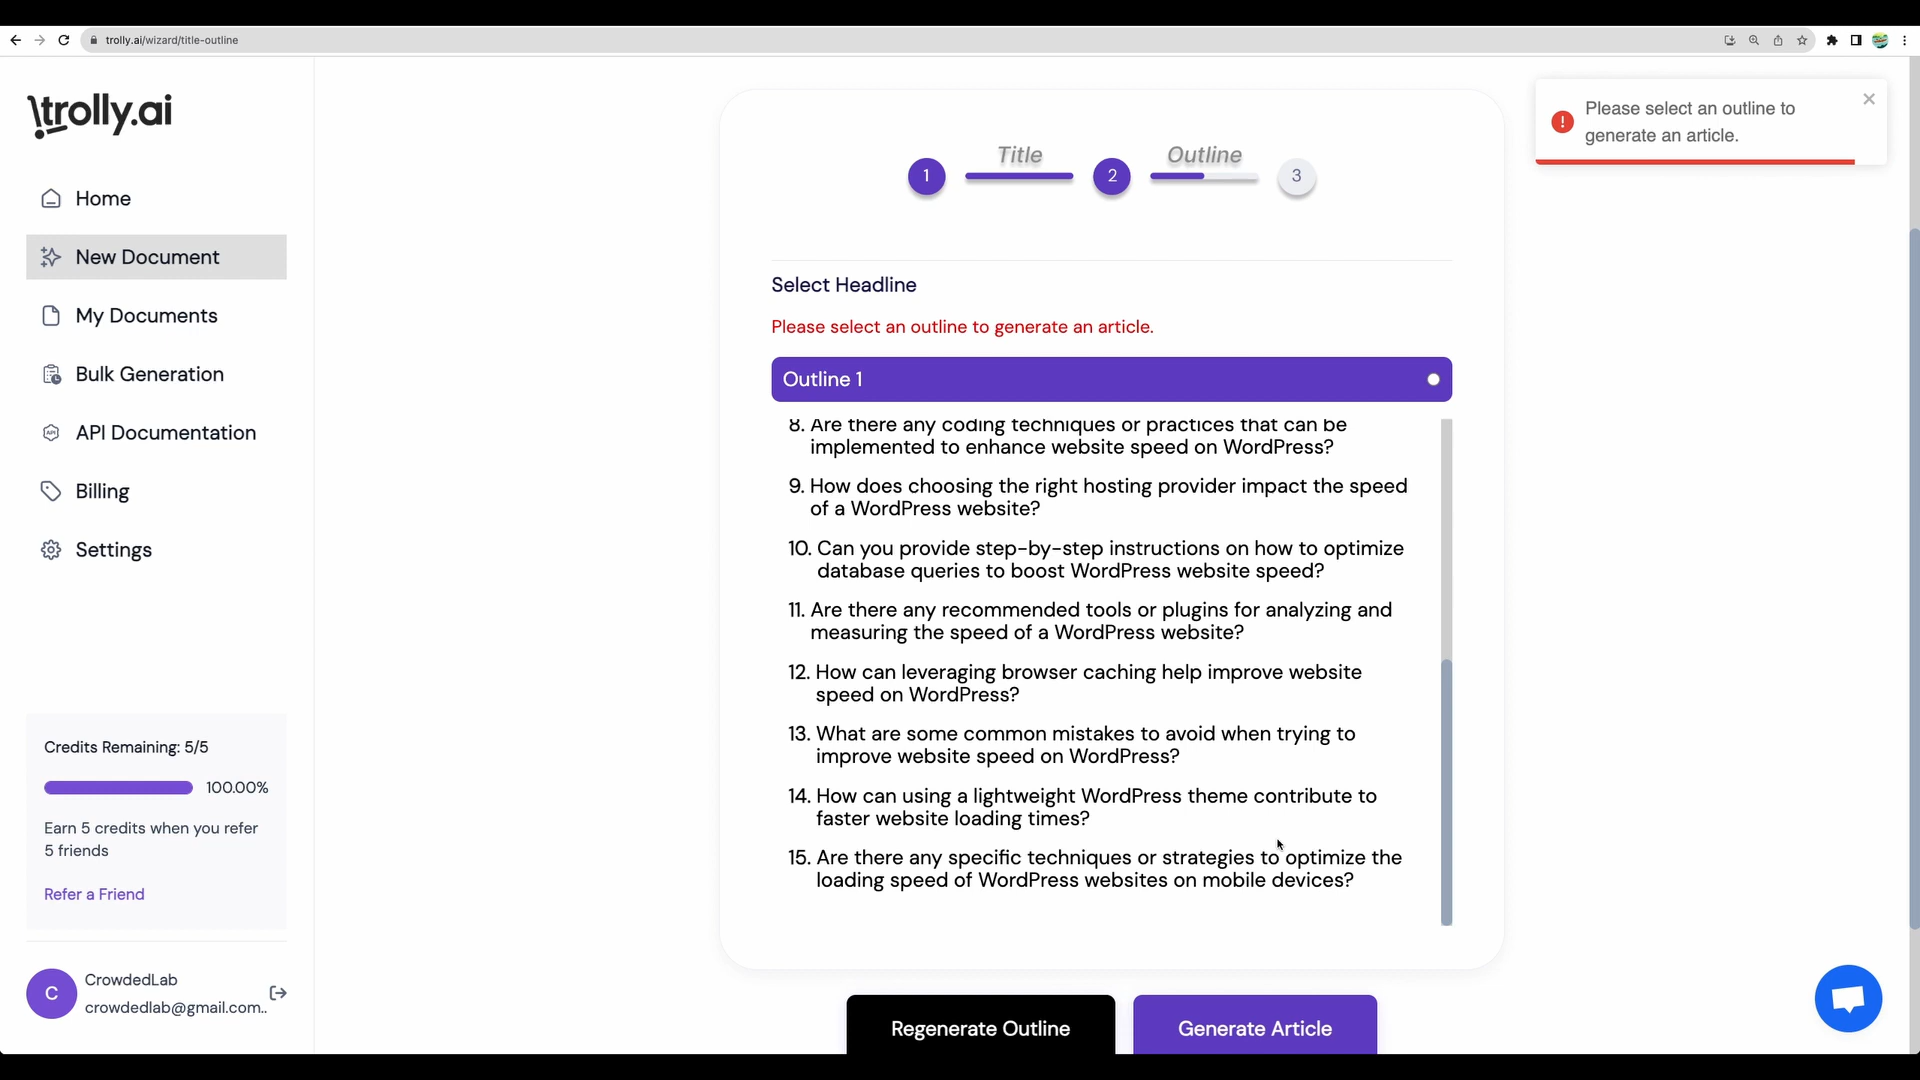 trolly.ai/wizard/title-outline
\trolly.ai
Home
New Document
My Documents
Bulk Generation
API Documentation
Billing
Settings
Credits Remaining: 5/5
100.00%
Earn 5 credits when you refer
5 friends
Refer a Friend
C
CrowdedLab
crowdedlab@gmail.com..
1
Title
2
Outline
3
Select Headline
Please select an outline to generate an article.
Outline 1
8. Are there any coding techniques or practices that can be
implemented to enhance website speed on WordPress?
9. How does choosing the right hosting provider impact the speed
of a WordPress website?
10. Can you provide step-by-step instructions on how to optimize
database queries to boost WordPress website speed?
11. Are there any recommended tools or plugins for analyzing and
measuring the speed of a WordPress website?
12. How can leveraging browser caching help improve website
speed on WordPress?
13. What are some common mistakes to avoid when trying to
improve website speed on WordPress?
14. How can using a lightweight WordPress theme contribute to
faster website loading times?
15. Are there any specific techniques or strategies to optimize the
loading speed of WordPress websites on mobile devices?
Regenerate Outline
Generate Article
Please select an outline to
generate an article.